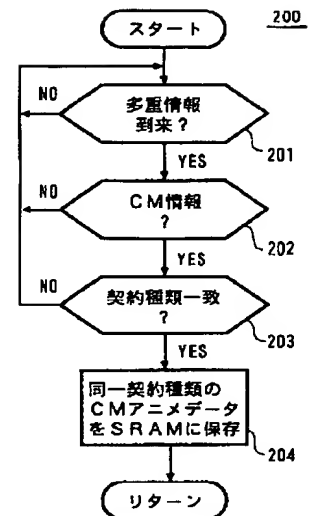 200
スタート
NO
多重情報
到来?
201
YES
NO
CM情報
?
202
YES
NO
契約種類一致
?
203
YES
同一契約種類の
CMアニメデータ
をSRAMに保存
204
リターン